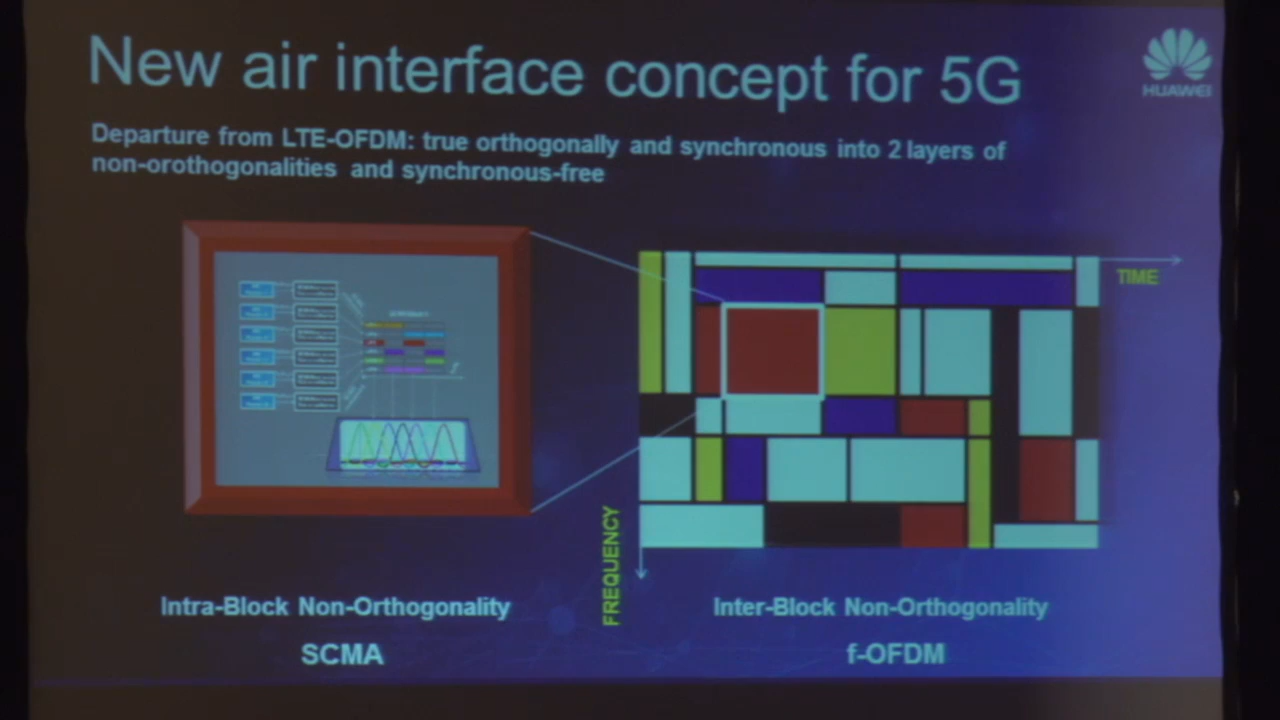 New air interface concept for 5G
HUAWEI
Departure from LTE-OFDM: true orthogonally and synchronous into 2 layers of
non-orothogonalities and synchronous-free
TIME
FREQUENCY
Intra-Block Non-Orthogonality
Inter-Block Non-Orthogonality
SCMA
f-OFDM